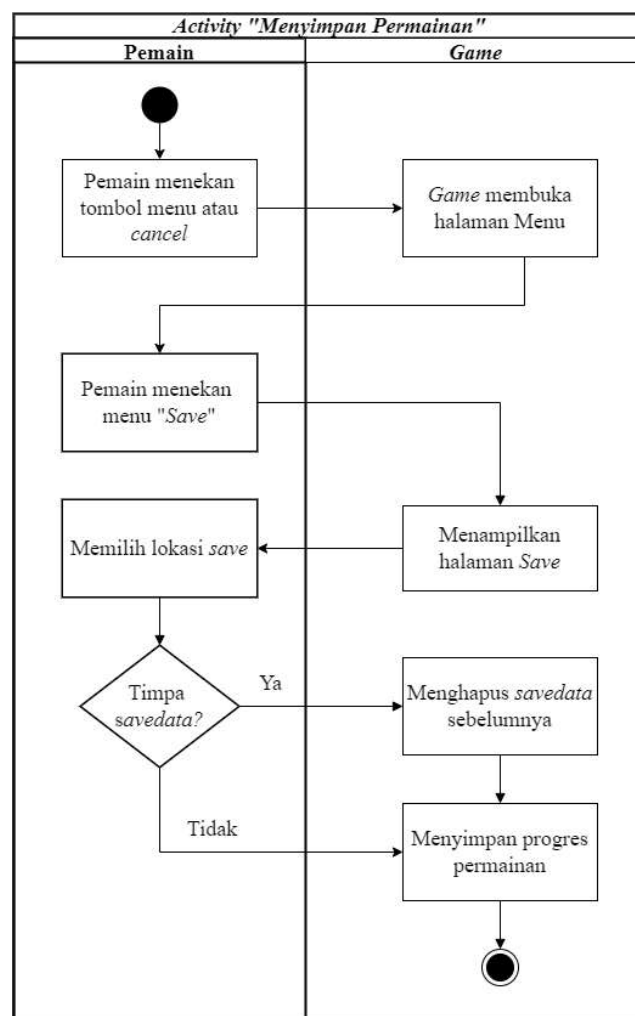 Activity "Menyimpan Permainan"
Pemain
Game
Pemain menekan
tombol menu atau
cancel
Game membuka
halaman Menu
Pemain menekan
menu "Save"
Menampilkan
halaman Save
Memilih lokasi save
Timpa
savedata?
Ya
Menghapus savedata
sebelumnya
Tidak
Menyimpan progres
permainan